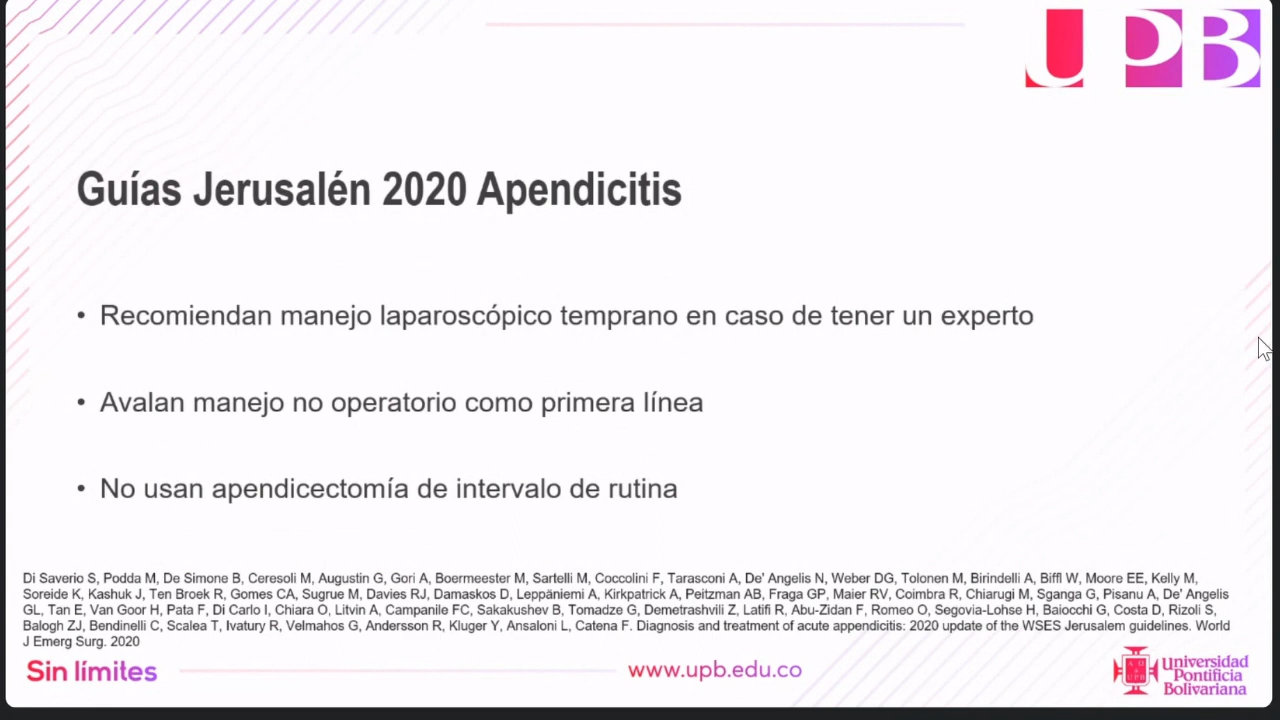 UPB
Guías Jerusalén 2020 Apendicitis
• Recomiendan manejo laparoscópico temprano en caso de tener un experto
• Avalan manejo no operatorio como primera línea
• No usan apendicectomía de intervalo de rutina
Di Saverio S, Podda M, De Simone B, Ceresoli M, Augustin G, Gori A, Boermeester M, Sartelli M, Coccolini F, Tarasconi A, De' Angelis N, Weber DG, Tolonen M, Birindelli A, Biffl W, Moore EE, Kelly M,
Soreide K, Kashuk J, Ten Broek R, Gomes CA, Sugrue M, Davies RJ, Damaskos D, Leppäniemi A, Kirkpatrick A, Peitzman AB, Fraga GP, Maier RV, Coimbra R, Chiarugi M, Sganga G, Pisanu A, De' Angelis
GL, Tan E, Van Goor H, Pata F, Di Carlo I, Chiara O, Litvin A, Campanile FC, Sakakushev B, Tomadze G, Demetrashvili Z, Latifi R, Abu-Zidan F, Romeo O, Segovia-Lohse H, Baiocchi G, Costa D, Rizoli S,
Balogh ZJ, Bendinelli C, Scalea T, Ivatury R, Velmahos G, Andersson R, Kluger Y, Ansaloni L, Catena F. Diagnosis and treatment of acute appendicitis: 2020 update of the WSES Jerusalem guidelines. World
J Emerg Surg. 2020
Sin límites
www.upb.edu.co
Universidad
Pontificia
Bolivariana